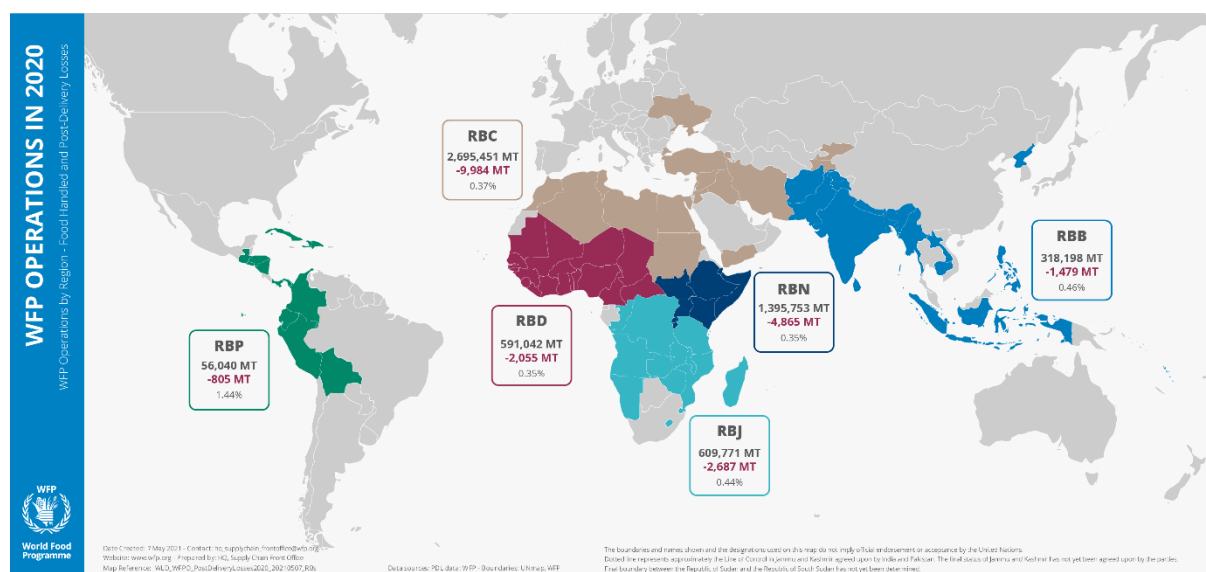 WFP OPERATIONS IN 2020
WFP Operations by Region - Food Handled and Post-Delivery Losses
RBC
2,695,451 MT
-9,984 MT
0.37%
RBB
318,198 MT
-1,479 MT
0.46%
RBN
1,395,753 MT
-4,865 MT
0.35%
RBD
591,042 MT
-2,055 MT
0.35%
RBP
56,040 MT
-805 MT
1.44%
RBJ
609,771 MT
-2,687 MT
0.44%
WFP
World Food
Programme
Date Created: 7 May 2021 - Contact: hq_supplychain_frontoffice@wfp.org
Website: www.wfp.org - Prepared by: HQ, Supply Chain Front Office
Map Reference: WLD_WFPO_PostDeliveryLosses2020_20210507_RBs
Data sources: PDL data: WFP - Boundaries: UNmap, WFP
The boundaries and names shown and the designations used on this map do not imply official endorsement or acceptance by the United Nations.
Dotted line represents approximately the Line of Control in Jammu and Kashmir agreed upon by India and Pakistan. The final status of Jammu and Kashmir has not yet been agreed upon by the parties.
Final boundary between the Republic of Sudan and the Republic of South Sudan has not yet been determined.